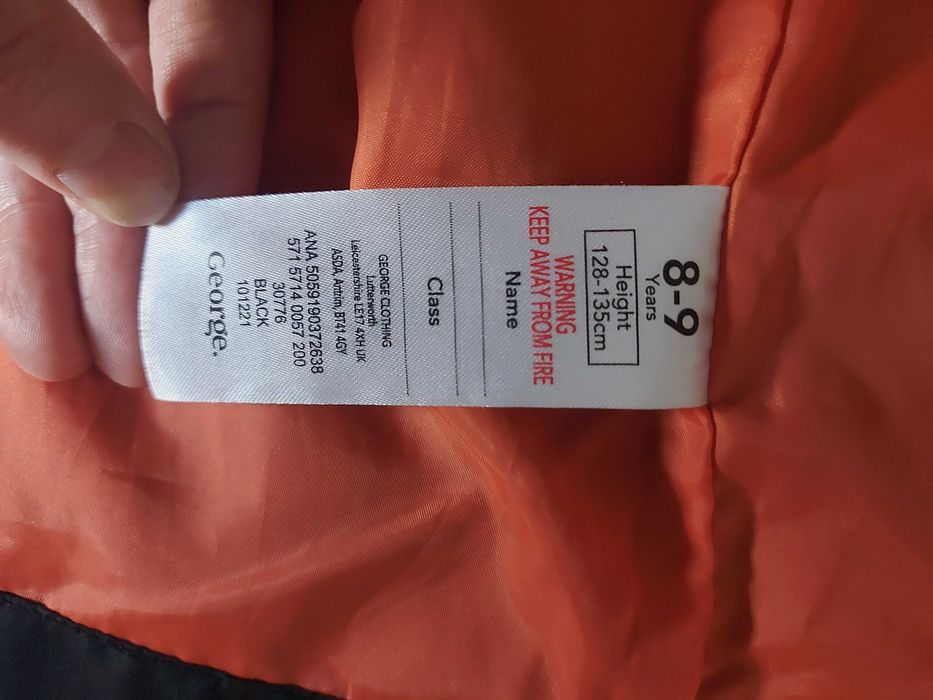 8-9
Years
Height
128-135cm
WARNING
KEEP AWAY FROM FIRE
Name
Class
GEORGE CLOTHING
Lutterworth
Leicestershire LE17 4XH UK
ASDA, Antrim, BT41 4GY
ANA 5059190372638
571 5714 0057 200
30776
BLACK
101221
George.